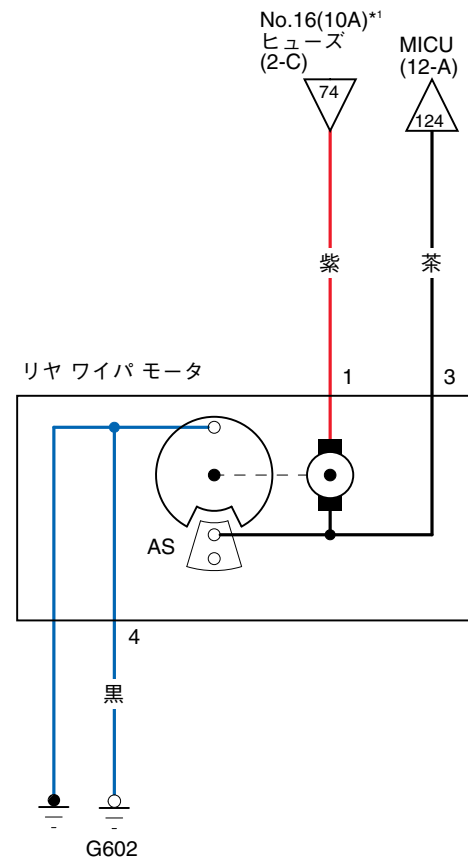 No.16(10A)*1
ヒューズ
(2-C)
MICU
(12-A)
74
124
紫
茶
リヤ ワイパ モータ
1
3
AS
4
黒
G602